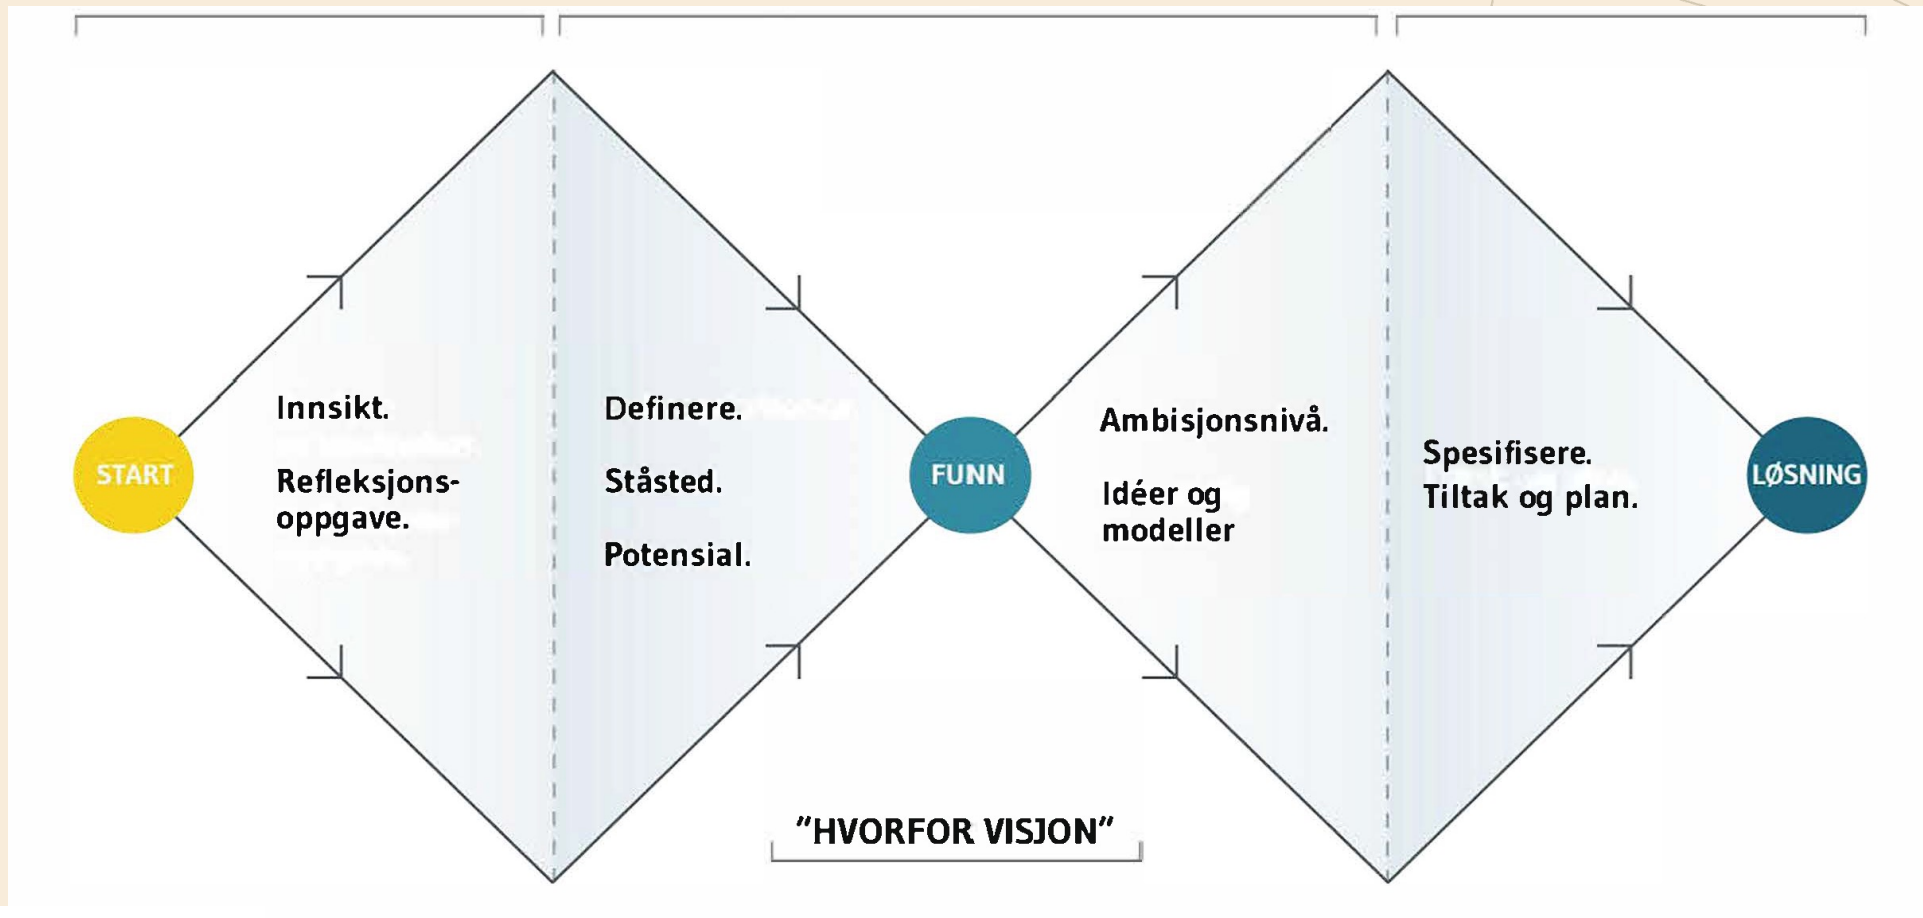 START
Innsikt.
Refleksjons-
oppgave.
Definere.
Ståsted.
Potensial.
FUNN
Ambisjonsnivå.
Idéer og
modeller
Spesifisere.
Tiltak og plan.
LØSNING
"HVORFOR VISJON"